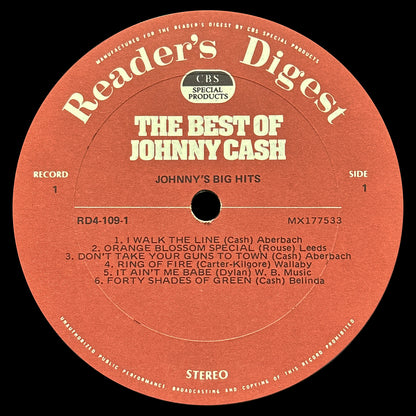 MANUFACTURED FOR THE READER'S DIGEST BY CBS SPECIAL PRODUCTS
Reader's Digest
CBS
SPECIAL
PRODUCTS
THE BEST OF
JOHNNY CASH
RECORD
1
JOHNNY'S BIG HITS
SIDE
1
RD4-109-1
MX177533
1. I WALK THE LINE (Cash) Aberbach
2. ORANGE BLOSSOM SPECIAL (Rouse) Leeds
3. DON'T TAKE YOUR GUNS TO TOWN (Cash) Aberbach
4. RING OF FIRE (Carter-Kilgore) Wallaby
5. IT AIN'T ME BABE (Dylan) W. B. Music
6. FORTY SHADES OF GREEN (Cash) Belinda
STEREO
UNAUTHORIZED PUBLIC PERFORMANCE, BROADCASTING AND COPYING OF THIS RECORD PROHIBITED